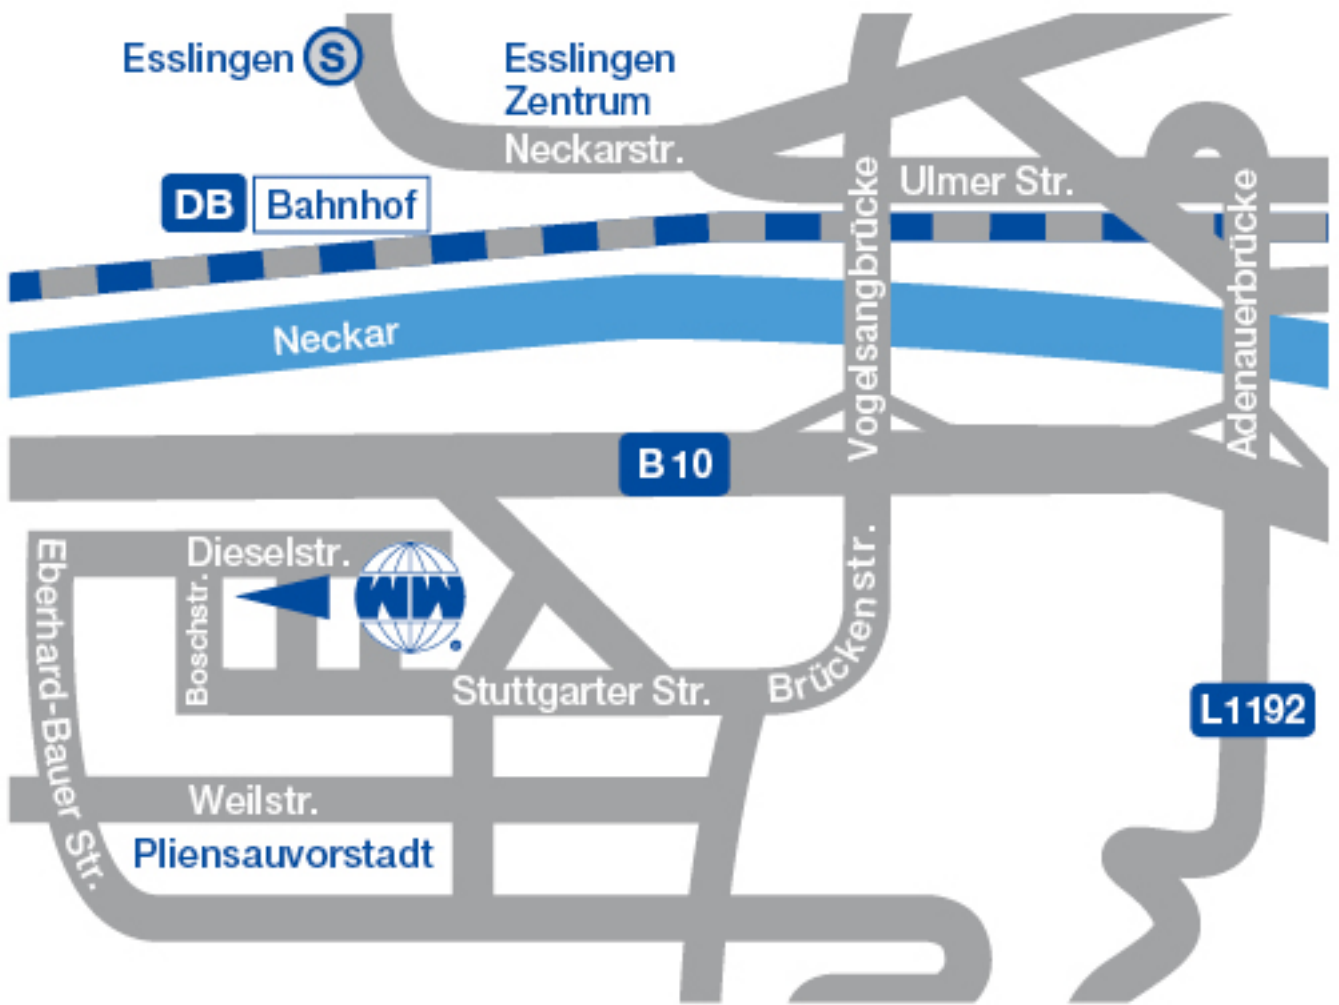 Esslingen S
Esslingen
Zentrum
Neckarstr.
Ulmer Str.
DB Bahnhof
Vogelsangbrücke
Adenauerbrücke
Neckar
B 10
Dieselstr.
Boschstr.
Eberhard-Bauer Str.
Brückenstr.
Stuttgarter Str.
L1192
Weilstr.
Pliensauvorstadt